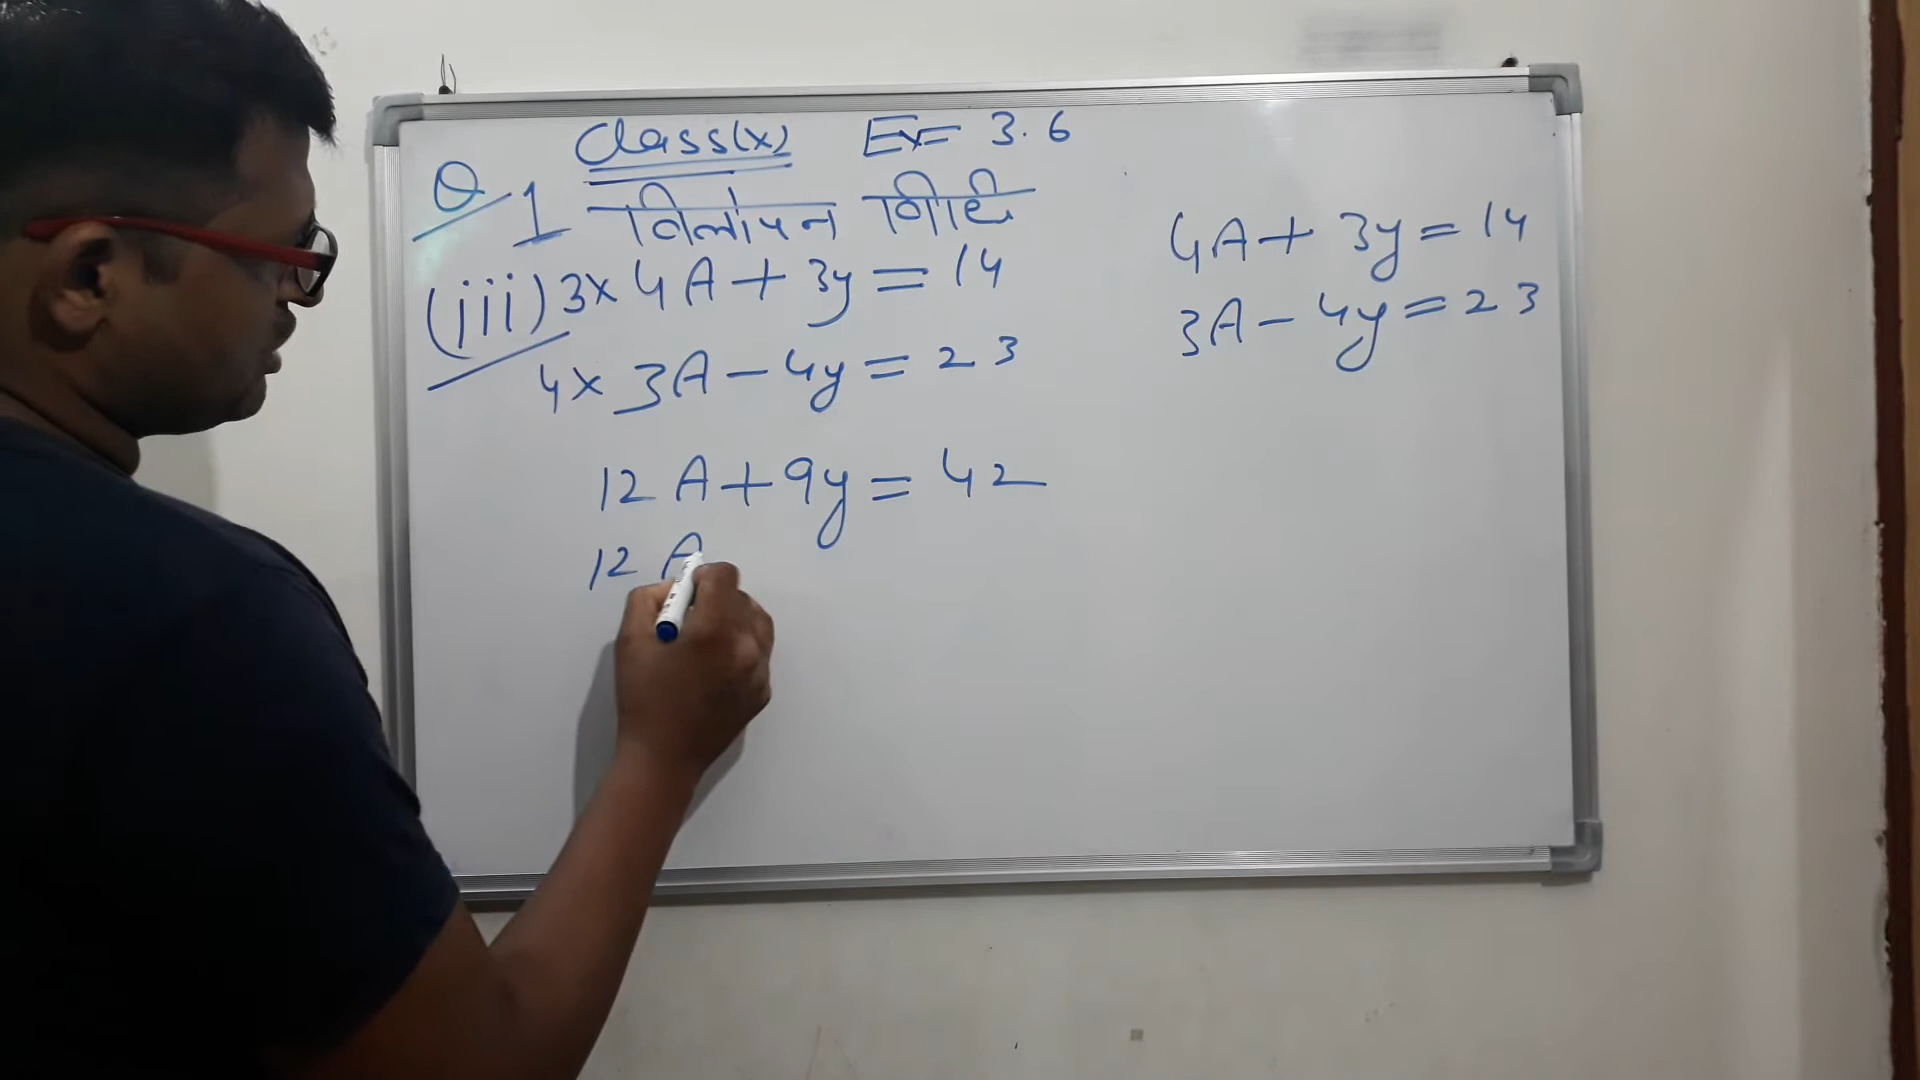 Class(x) Ex= 3.6
Q 1 विलोपन विधि
(iii) 3x 4A + 3y = 14
4x 3A - 4y = 23
12 A + 9y = 42
12 A
4A + 3y = 14
3A - 4y = 23